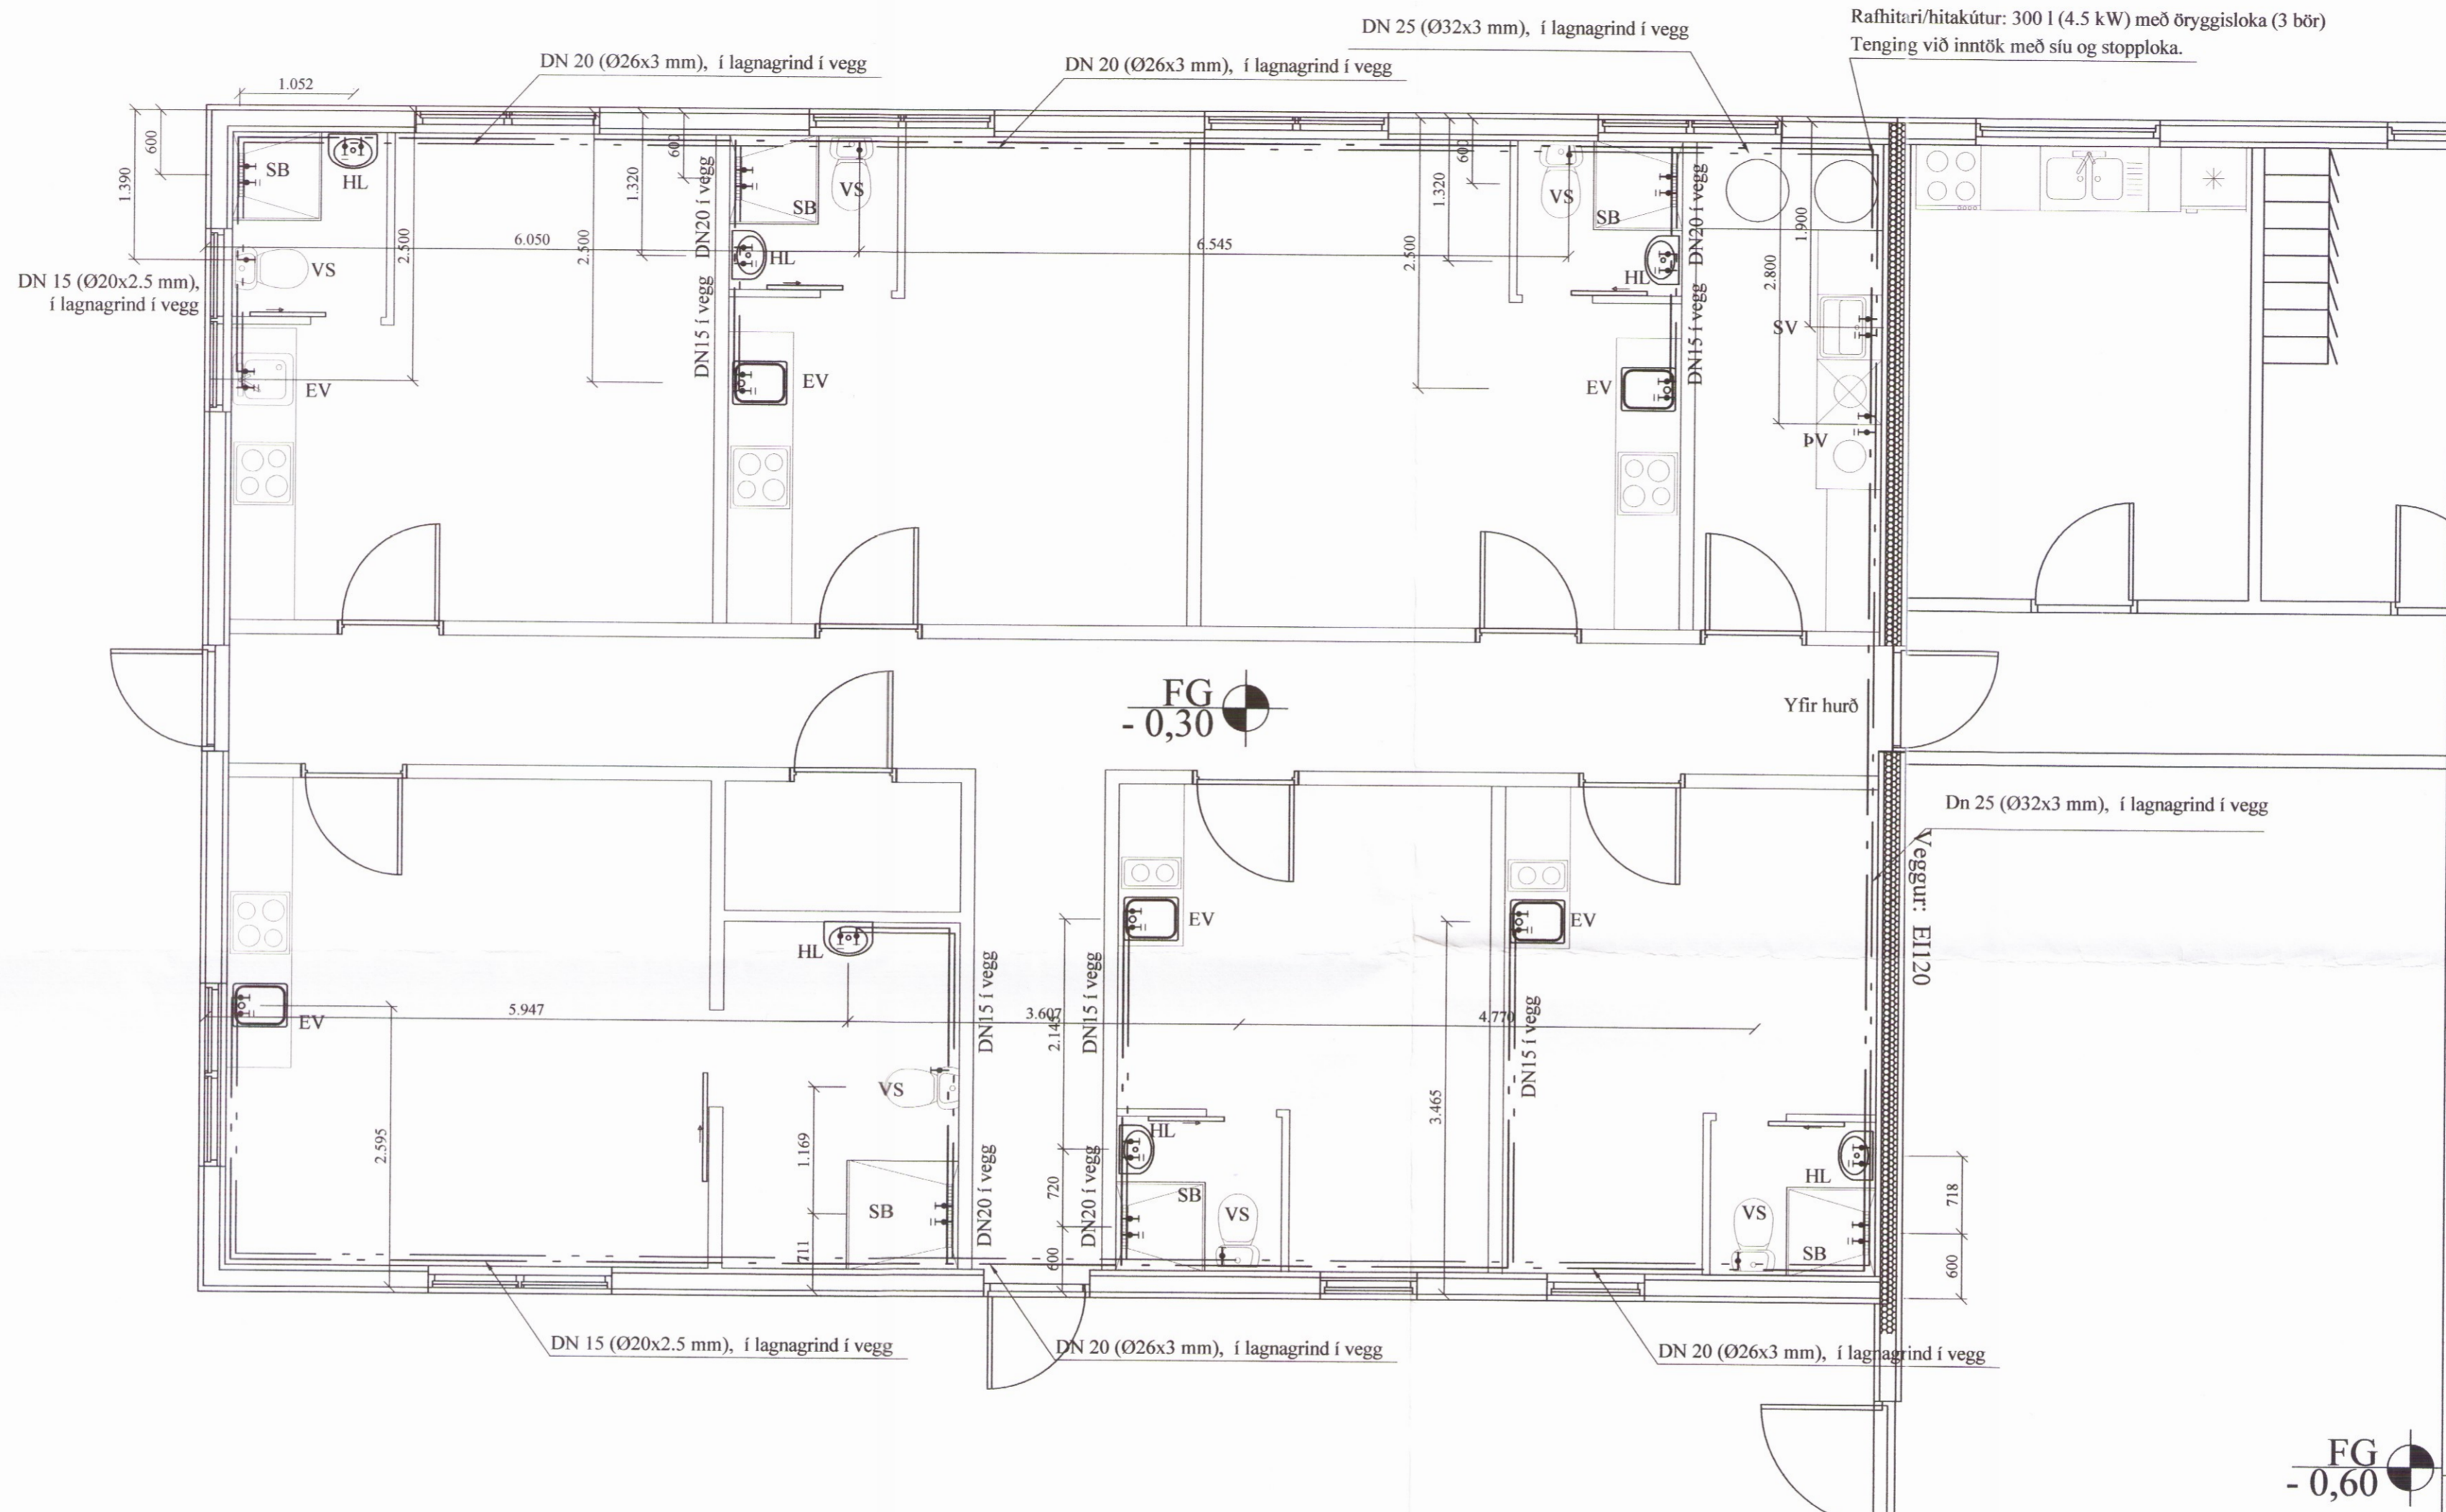 DN 25 (Ø32x3 mm), í lagnagrind í vegg
Rafhitari/hitakútur: 300 l (4.5 kW) með öryggisloka (3 bör)
Tenging við inntök með síu og stopploka.
DN 20 (Ø26x3 mm), í lagnagrind í vegg
DN 20 (Ø26x3 mm), í lagnagrind í vegg
1.052
600
1.390
SB
HL
VS
DN 15 (Ø20x2.5 mm),
í lagnagrind í vegg
EV
2.500
6.050
2.500
1.320
600
DN20 í vegg
DN15 í vegg
SB
VS
HL
EV
6.545
2.500
1.320
600
VS
SB
HL
EV
DN20 í vegg
DN15 í vegg
1.900
2.800
SV
ÞV
FG
- 0,30
Yfir hurð
Dn 25 (Ø32x3 mm), í lagnagrind í vegg
Veggur: EI120
EV
5.947
2.595
HL
VS
SB
1.169
711
DN15 í vegg
DN20 í vegg
3.607
2.145
720
600
DN15 í vegg
DN20 í vegg
EV
HL
SB
VS
4.770
3.465
EV
DN15 í vegg
HL
VS
SB
718
600
DN 15 (Ø20x2.5 mm), í lagnagrind í vegg
DN 20 (Ø26x3 mm), í lagnagrind í vegg
DN 20 (Ø26x3 mm), í lagnagrind í vegg
FG
- 0,60